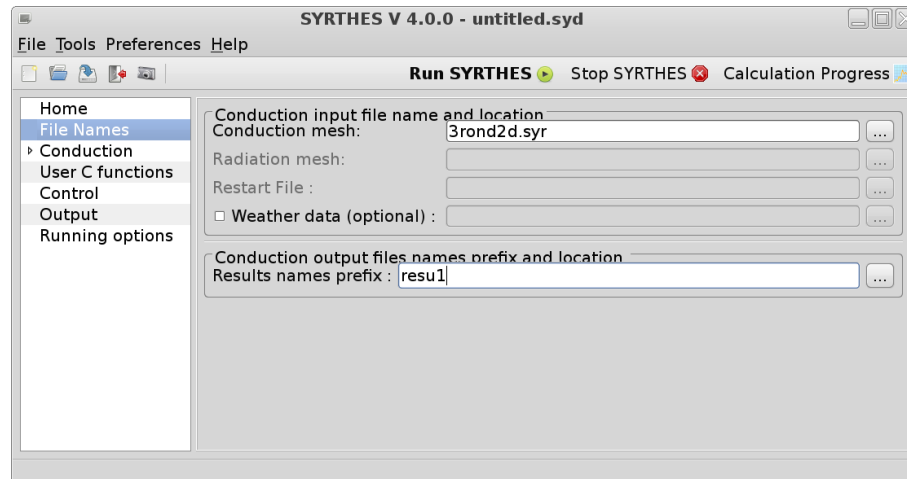 SYRTHES V 4.0.0 - untitled.syd
File Tools Preferences Help
Run SYRTHES Stop SYRTHES Calculation Progress
Home
File Names
Conduction
User C functions
Control
Output
Running options
Conduction input file name and location
Conduction mesh: 3rond2d.syr ...
Radiation mesh: ...
Restart File : ...
Weather data (optional) : ...
Conduction output files names prefix and location
Results names prefix : resu1 ...